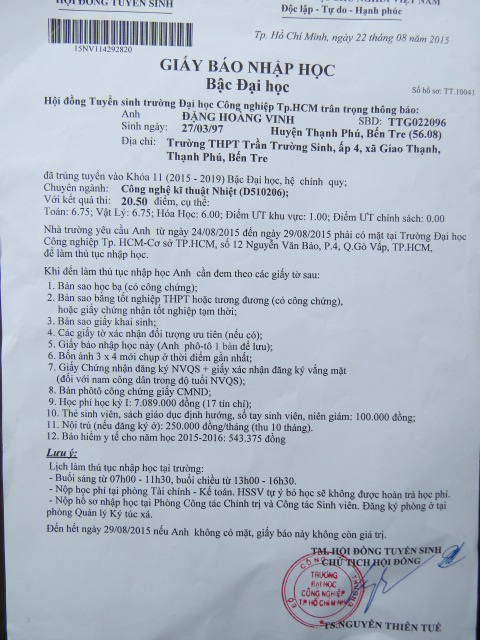 HỘI ĐỒNG TUYỂN SINH
Độc lập - Tự do - Hạnh phúc
15NV114292820
Tp. Hồ Chí Minh, ngày 22 tháng 08 năm 2015
GIẤY BÁO NHẬP HỌC
Bậc Đại học
Số hồ sơ: TT.10041
Hội đồng Tuyển sinh trường Đại học Công nghiệp Tp.HCM trân trọng thông báo:
Anh ĐẶNG HOÀNG VINH SBD: TTG022096
Sinh ngày: 27/03/97 Huyện Thạnh Phú, Bến Tre (56.08)
Địa chỉ: Trường THPT Trần Trường Sinh, ấp 4, xã Giao Thạnh,
Thạnh Phú, Bến Tre
đã trúng tuyển vào Khóa 11 (2015 - 2019) Bậc Đại học, hệ chính quy;
Chuyên ngành: Công nghệ kĩ thuật Nhiệt (D510206);
Với kết quả thi: 20.50 điểm, cụ thể:
Toán: 6.75; Vật Lý: 6.75; Hóa Học: 6.00; Điểm ƯT khu vực: 1.00; Điểm ƯT chính sách: 0.00
Nhà trường yêu cầu Anh từ ngày 24/08/2015 đến ngày 29/08/2015 phải có mặt tại Trường Đại học
Công nghiệp Tp. HCM-Cơ sở TP.HCM, số 12 Nguyễn Văn Bảo, P.4, Q.Gò Vấp, TP.HCM,
để làm thủ tục nhập học.
Khi đến làm thủ tục nhập học Anh cần đem theo các giấy tờ sau:
1. Bản sao học bạ (có công chứng);
2. Bản sao bằng tốt nghiệp THPT hoặc tương đương (có công chứng),
hoặc giấy chứng nhận tốt nghiệp tạm thời;
3. Bản sao giấy khai sinh;
4. Các giấy tờ xác nhận đối tượng ưu tiên (nếu có);
5. Giấy báo nhập học này (Anh phô-tô 1 bản để lưu);
6. Bốn ảnh 3 x 4 mới chụp ở thời điểm gần nhất;
7. Giấy Chứng nhận đăng ký NVQS + giấy xác nhận đăng ký vắng mặt
(đối với nam công dân trong độ tuổi NVQS);
8. Bản phôtô công chứng giấy CMND;
9. Học phí học kỳ I: 7.089.000 đồng (17 tín chỉ);
10. Thẻ sinh viên, sách giáo dục định hướng, sổ tay sinh viên, niên giám: 100.000 đồng;
11. Nội trú (nếu đăng ký ở): 250.000 đồng/tháng (thu 10 tháng).
12. Bảo hiểm y tế cho năm học 2015-2016: 543.375 đồng
Lưu ý:
Lịch làm thủ tục nhập học tại trường:
- Buổi sáng từ 07h00 - 11h30, buổi chiều từ 13h00 - 16h30.
- Nộp học phí tại phòng Tài chính - Kế toán. HSSV tự ý bỏ học sẽ không được hoàn trả học phí.
- Nộp hồ sơ nhập học tại Phòng Công tác Chính trị và Công tác Sinh viên. Đăng ký phòng ở tại
phòng Quản lý Ký túc xá.
Đến hết ngày 29/08/2015 nếu Anh không có mặt, giấy báo này không còn giá trị.
TM. HỘI ĐỒNG TUYỂN SINH
CHỦ TỊCH HỘI ĐỒNG
TRƯỜNG
ĐẠI HỌC
CÔNG NGHIỆP
TP HỒ CHÍ MINH
TS.NGUYỄN THIÊN TUẾ